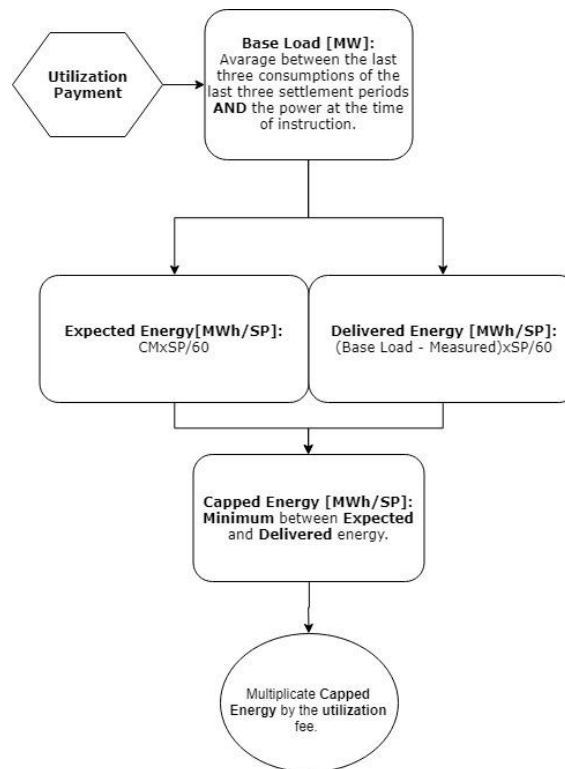 Utilization
Payment
Base Load [MW]:
Avarage between the last
three consumptions of the
last three settlement periods
AND the power at the time
of instruction.
Expected Energy[MWh/SP]:
CMxSP/60
Delivered Energy [MWh/SP]:
(Base Load - Measured)xSP/60
Capped Energy [MWh/SP]:
Minimum between Expected
and Delivered energy.
Multiplicate Capped
Energy by the utilization
fee.